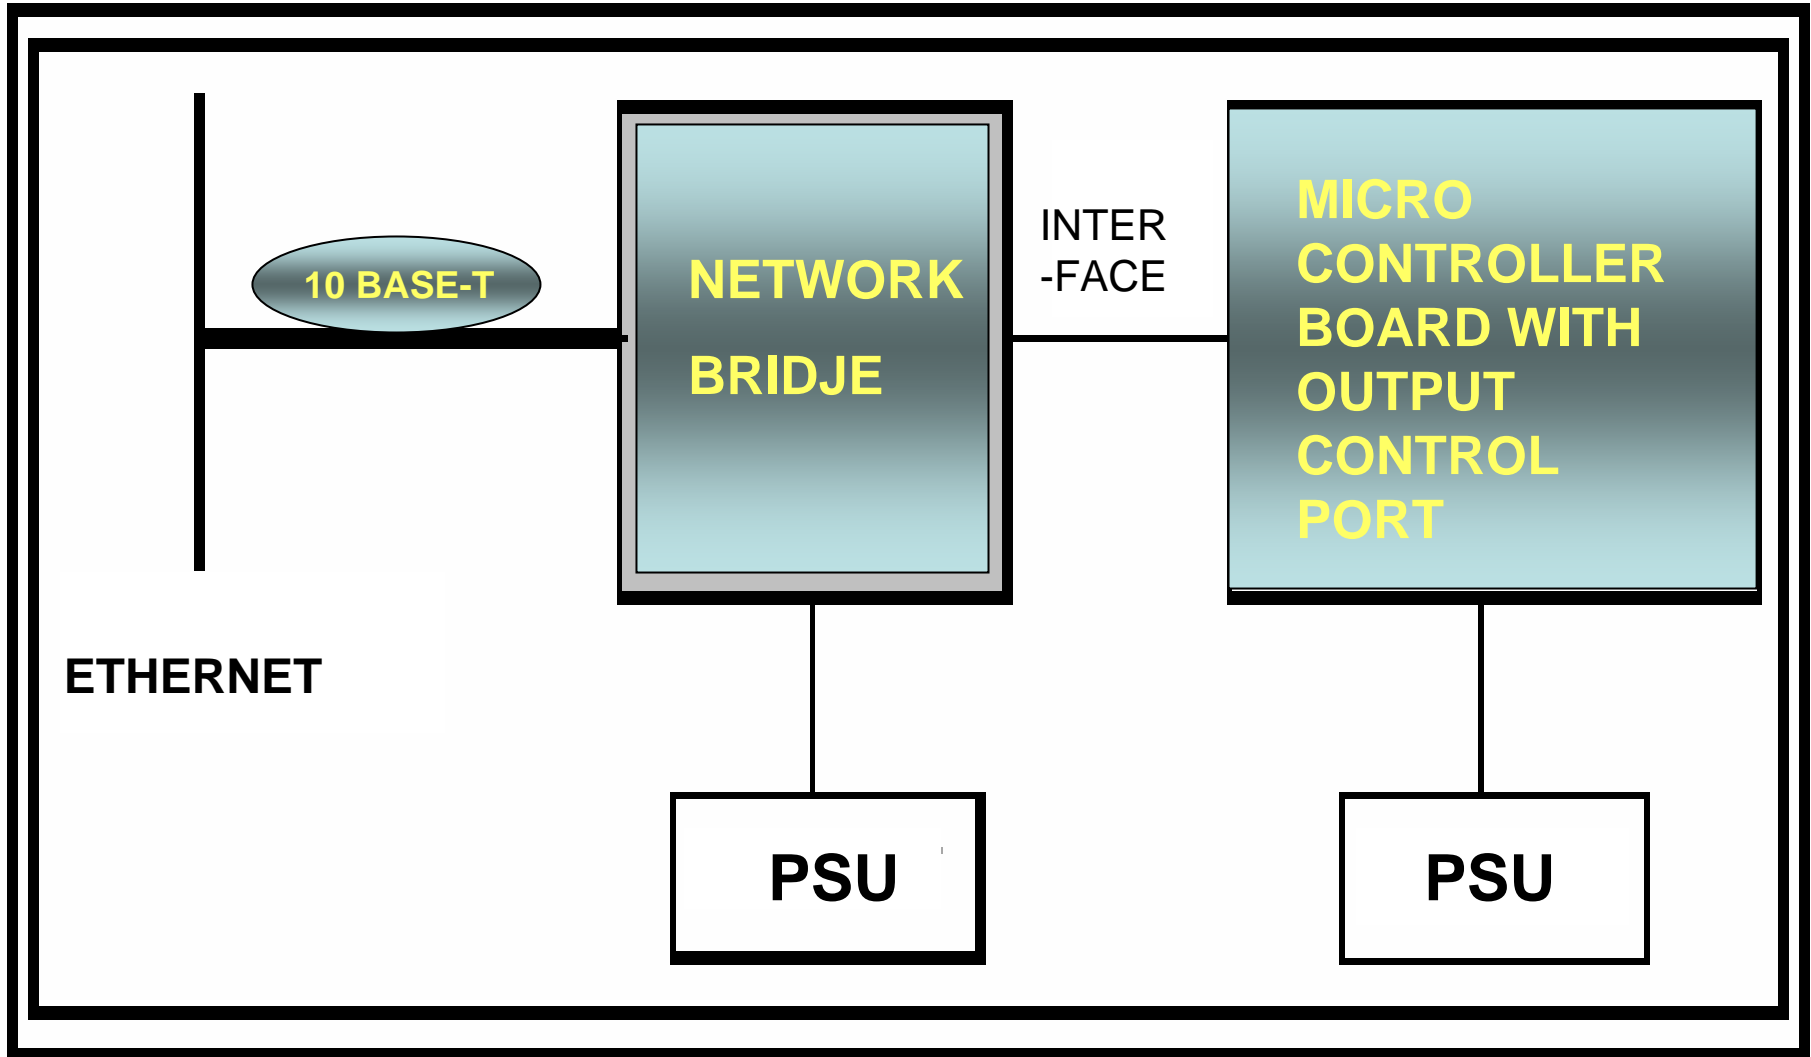 10 BASE-T
NETWORK
BRIDJE
INTER
-FACE
MICRO
CONTROLLER
BOARD WITH
OUTPUT
CONTROL
PORT
ETHERNET
PSU
PSU